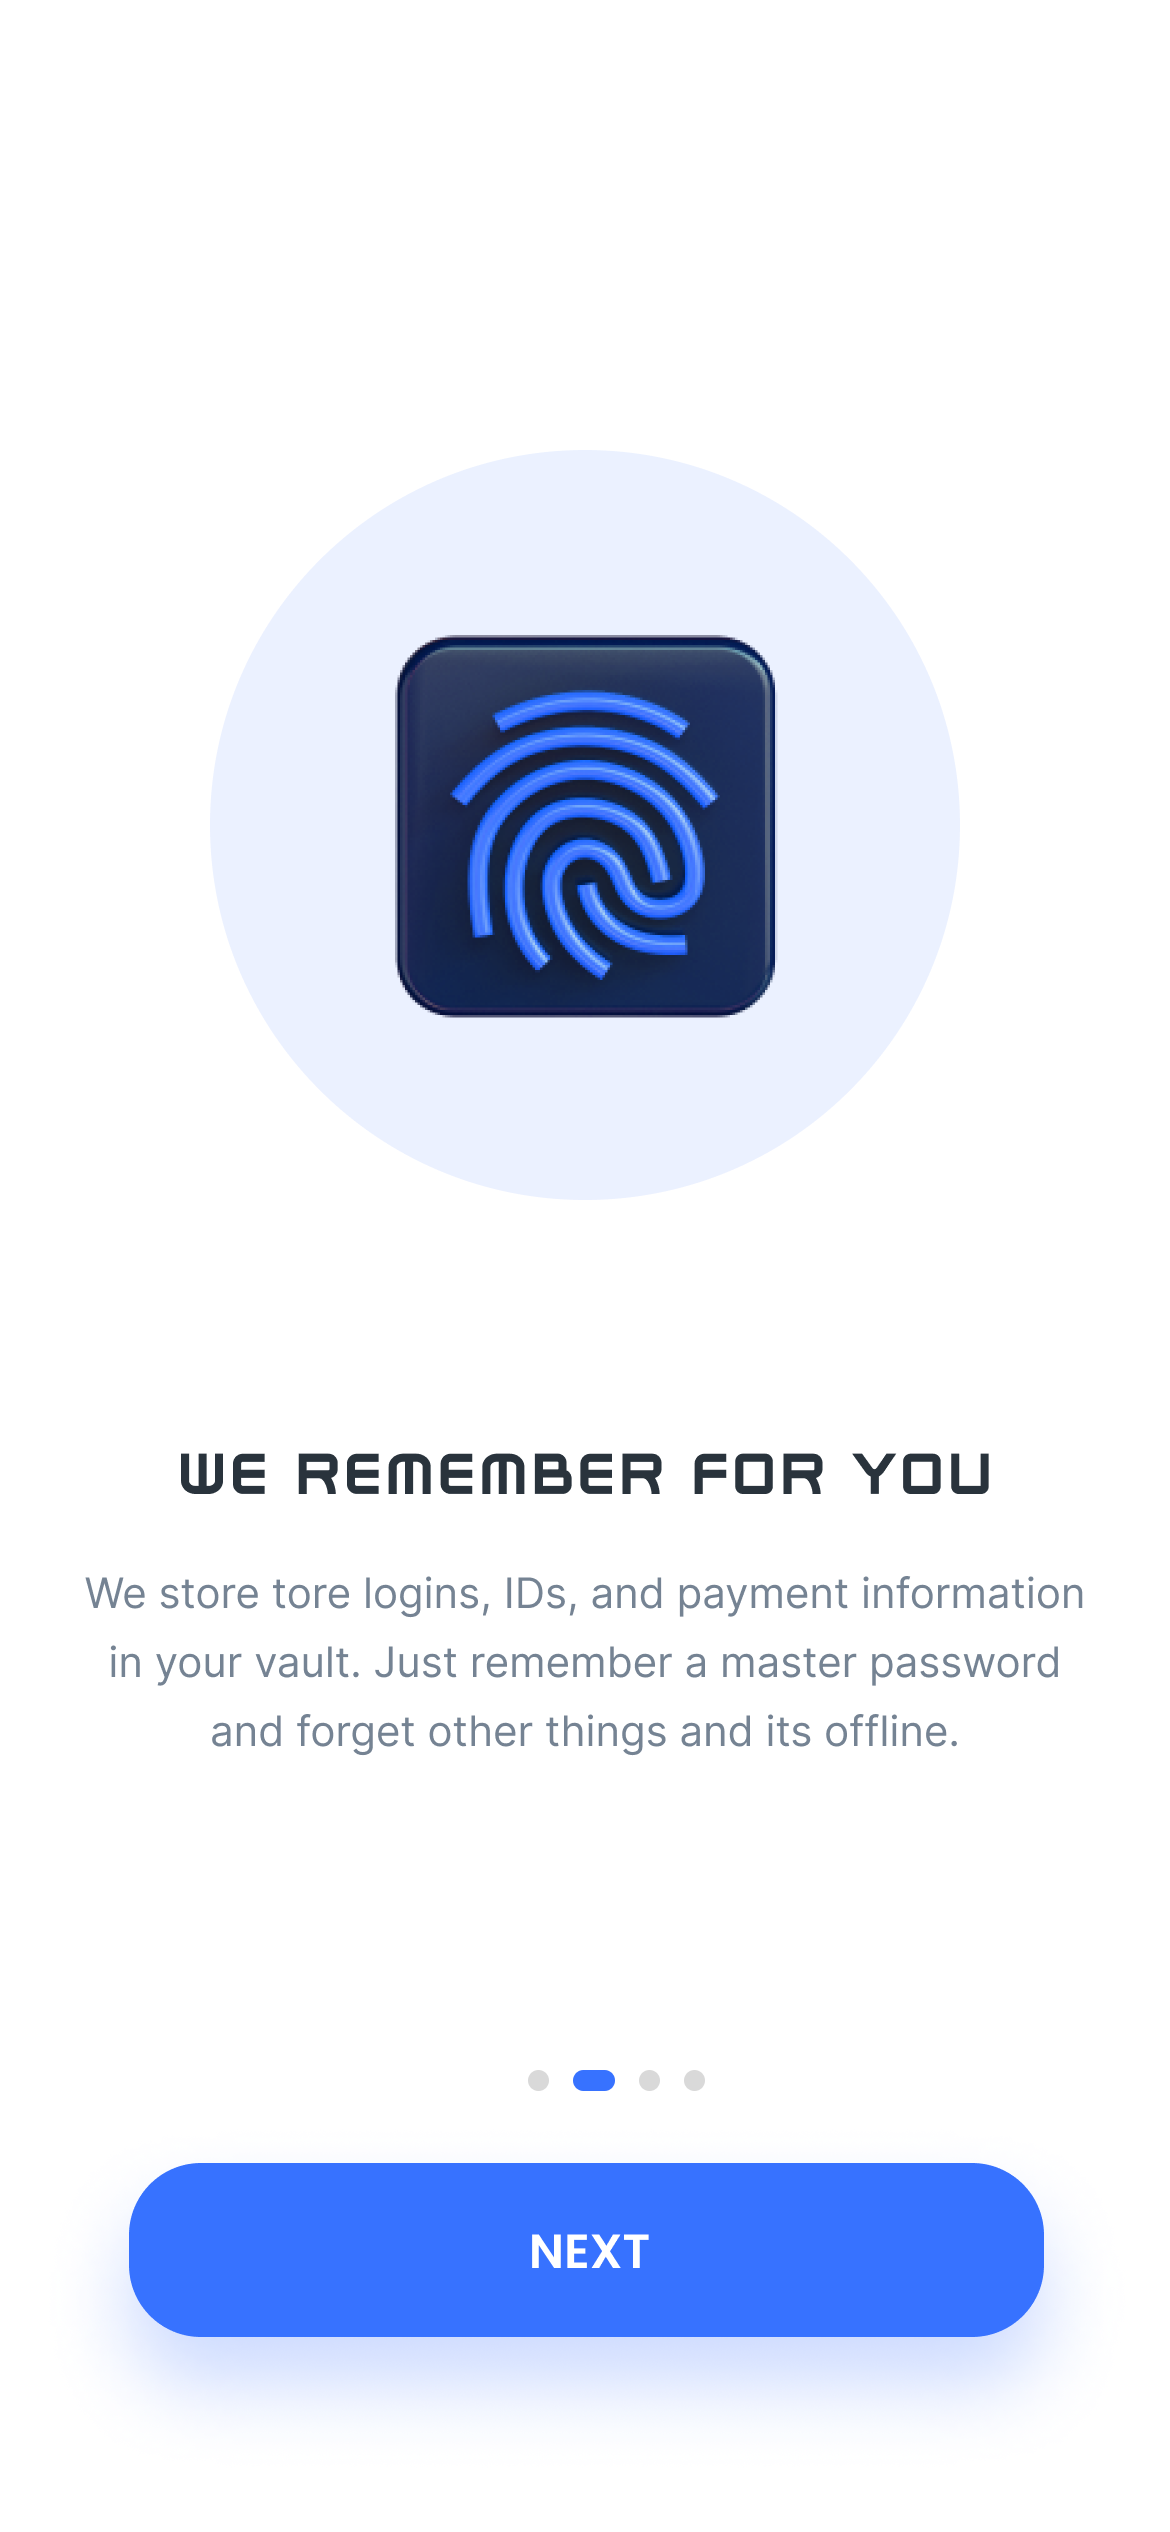 WE REMEMBER FOR YOU
We store tore logins, IDs, and payment information
in your vault. Just remember a master password
and forget other things and its offline.
NEXT